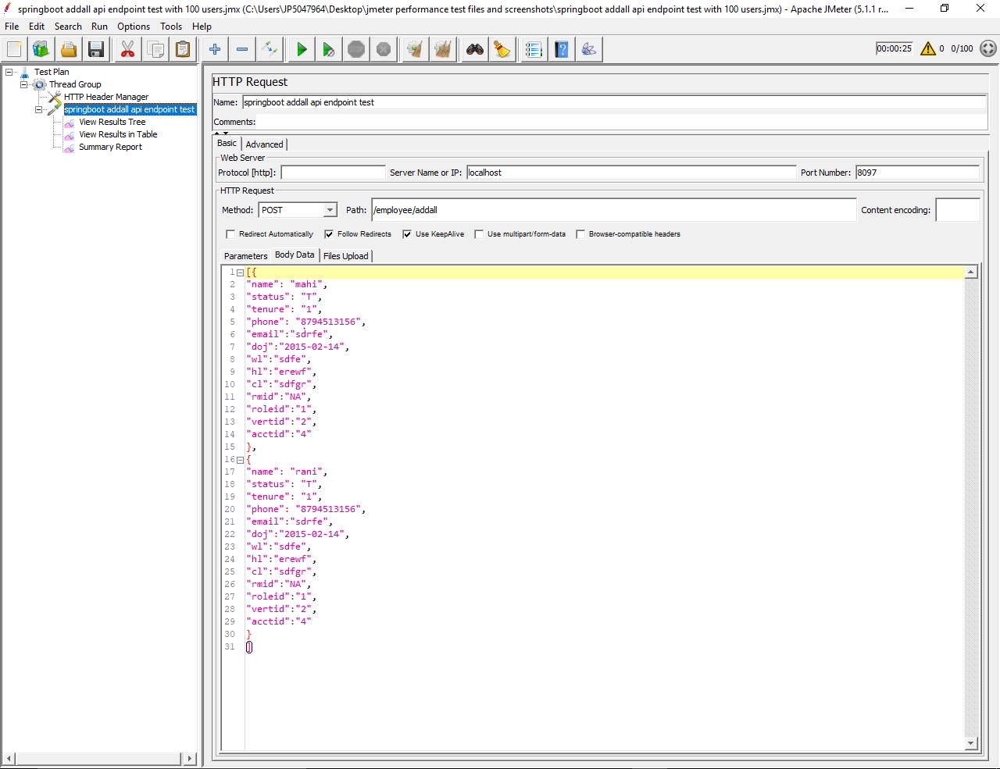 springboot addall api endpoint test with 100 users.jmx (C:\Users\JP5047964\Desktop\jmeter performance test files and screenshots\springboot addall api endpoint test with 100 users.jmx) - Apache JMeter (5.1.1 r...
File Edit Search Run Options Tools Help
00:00:25 0 0/100
Test Plan
Thread Group
HTTP Header Manager
springboot addall api endpoint test
View Results Tree
View Results in Table
Summary Report
HTTP Request
Name: springboot addall api endpoint test
Comments:
Basic Advanced
Web Server
Protocol [http]: Server Name or IP: localhost Port Number: 8097
HTTP Request
Method: POST Path: /employee/addall Content encoding:
Redirect Automatically Follow Redirects Use KeepAlive Use multipart/form-data Browser-compatible headers
Parameters Body Data Files Upload
1 [{
2 "name": "mahi",
3 "status": "T",
4 "tenure": "1",
5 "phone": "8794513156",
6 "email":"sdrfe",
7 "doj":"2015-02-14",
8 "wl":"sdfe",
9 "hl":"erewf",
10 "cl":"sdfgr",
11 "rmid":"NA",
12 "roleid":"1",
13 "vertid":"2",
14 "acctid":"4"
15 },
16 {
17 "name": "rani",
18 "status": "T",
19 "tenure": "1",
20 "phone": "8794513156",
21 "email":"sdrfe",
22 "doj":"2015-02-14",
23 "wl":"sdfe",
24 "hl":"erewf",
25 "cl":"sdfgr",
26 "rmid":"NA",
27 "roleid":"1",
28 "vertid":"2",
29 "acctid":"4"
30 }
31 ]